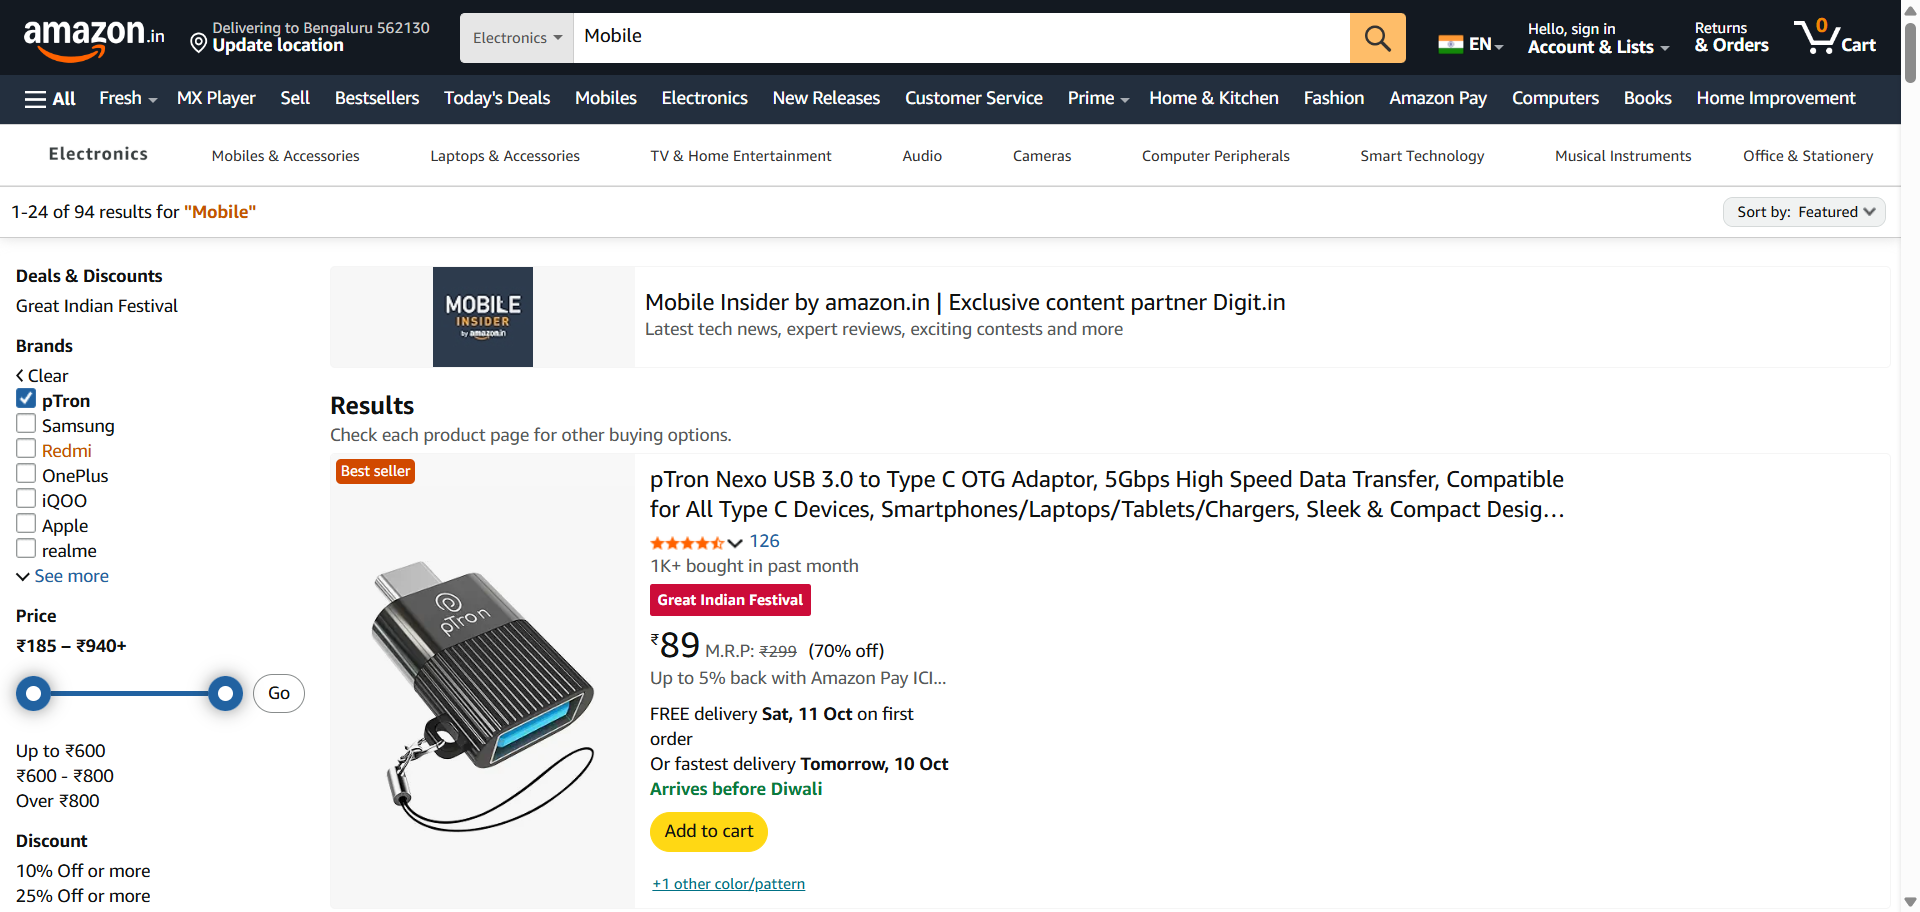 amazon.in
Delivering to Bengaluru 562130
Update location
Electronics
Mobile
EN
Hello, sign in
Account & Lists
Returns
& Orders
0
Cart
All
Fresh
MX Player
Sell
Bestsellers
Today's Deals
Mobiles
Electronics
New Releases
Customer Service
Prime
Home & Kitchen
Fashion
Amazon Pay
Computers
Books
Home Improvement
Electronics
Mobiles & Accessories
Laptops & Accessories
TV & Home Entertainment
Audio
Cameras
Computer Peripherals
Smart Technology
Musical Instruments
Office & Stationery
1-24 of 94 results for "Mobile"
Sort by: Featured
Deals & Discounts
Great Indian Festival
Brands
Clear
pTron
Samsung
Redmi
OnePlus
iQOO
Apple
realme
See more
Price
₹185 – ₹940+
Go
Up to ₹600
₹600 - ₹800
Over ₹800
Discount
10% Off or more
25% Off or more
MOBILE
INSIDER
by amazon.in
Mobile Insider by amazon.in | Exclusive content partner Digit.in
Latest tech news, expert reviews, exciting contests and more
Results
Check each product page for other buying options.
Best seller
pTron
pTron Nexo USB 3.0 to Type C OTG Adaptor, 5Gbps High Speed Data Transfer, Compatible
for All Type C Devices, Smartphones/Laptops/Tablets/Chargers, Sleek & Compact Desig…
126
1K+ bought in past month
Great Indian Festival
₹89 M.R.P: ₹299 (70% off)
Up to 5% back with Amazon Pay ICI...
FREE delivery Sat, 11 Oct on first
order
Or fastest delivery Tomorrow, 10 Oct
Arrives before Diwali
Add to cart
+1 other color/pattern